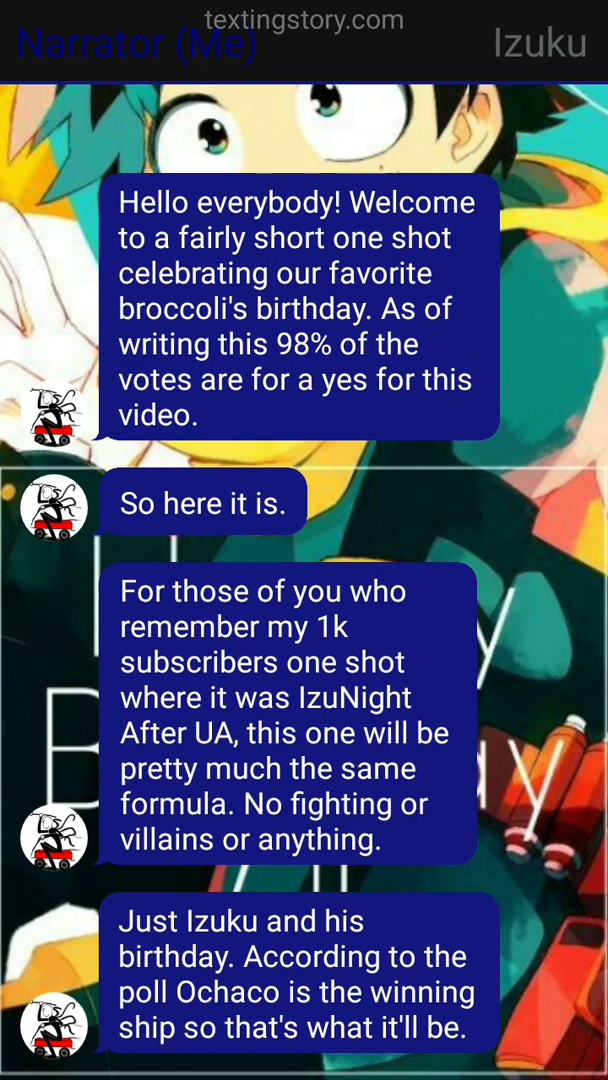 textingstory.com
Narrator (Me)
Izuku
Hello everybody! Welcome
to a fairly short one shot
celebrating our favorite
broccoli's birthday. As of
writing this 98% of the
votes are for a yes for this
video.
So here it is.
For those of you who
remember my 1k
subscribers one shot
where it was IzuNight
After UA, this one will be
pretty much the same
formula. No fighting or
villains or anything.
Just Izuku and his
birthday. According to the
poll Ochaco is the winning
ship so that's what it'll be.